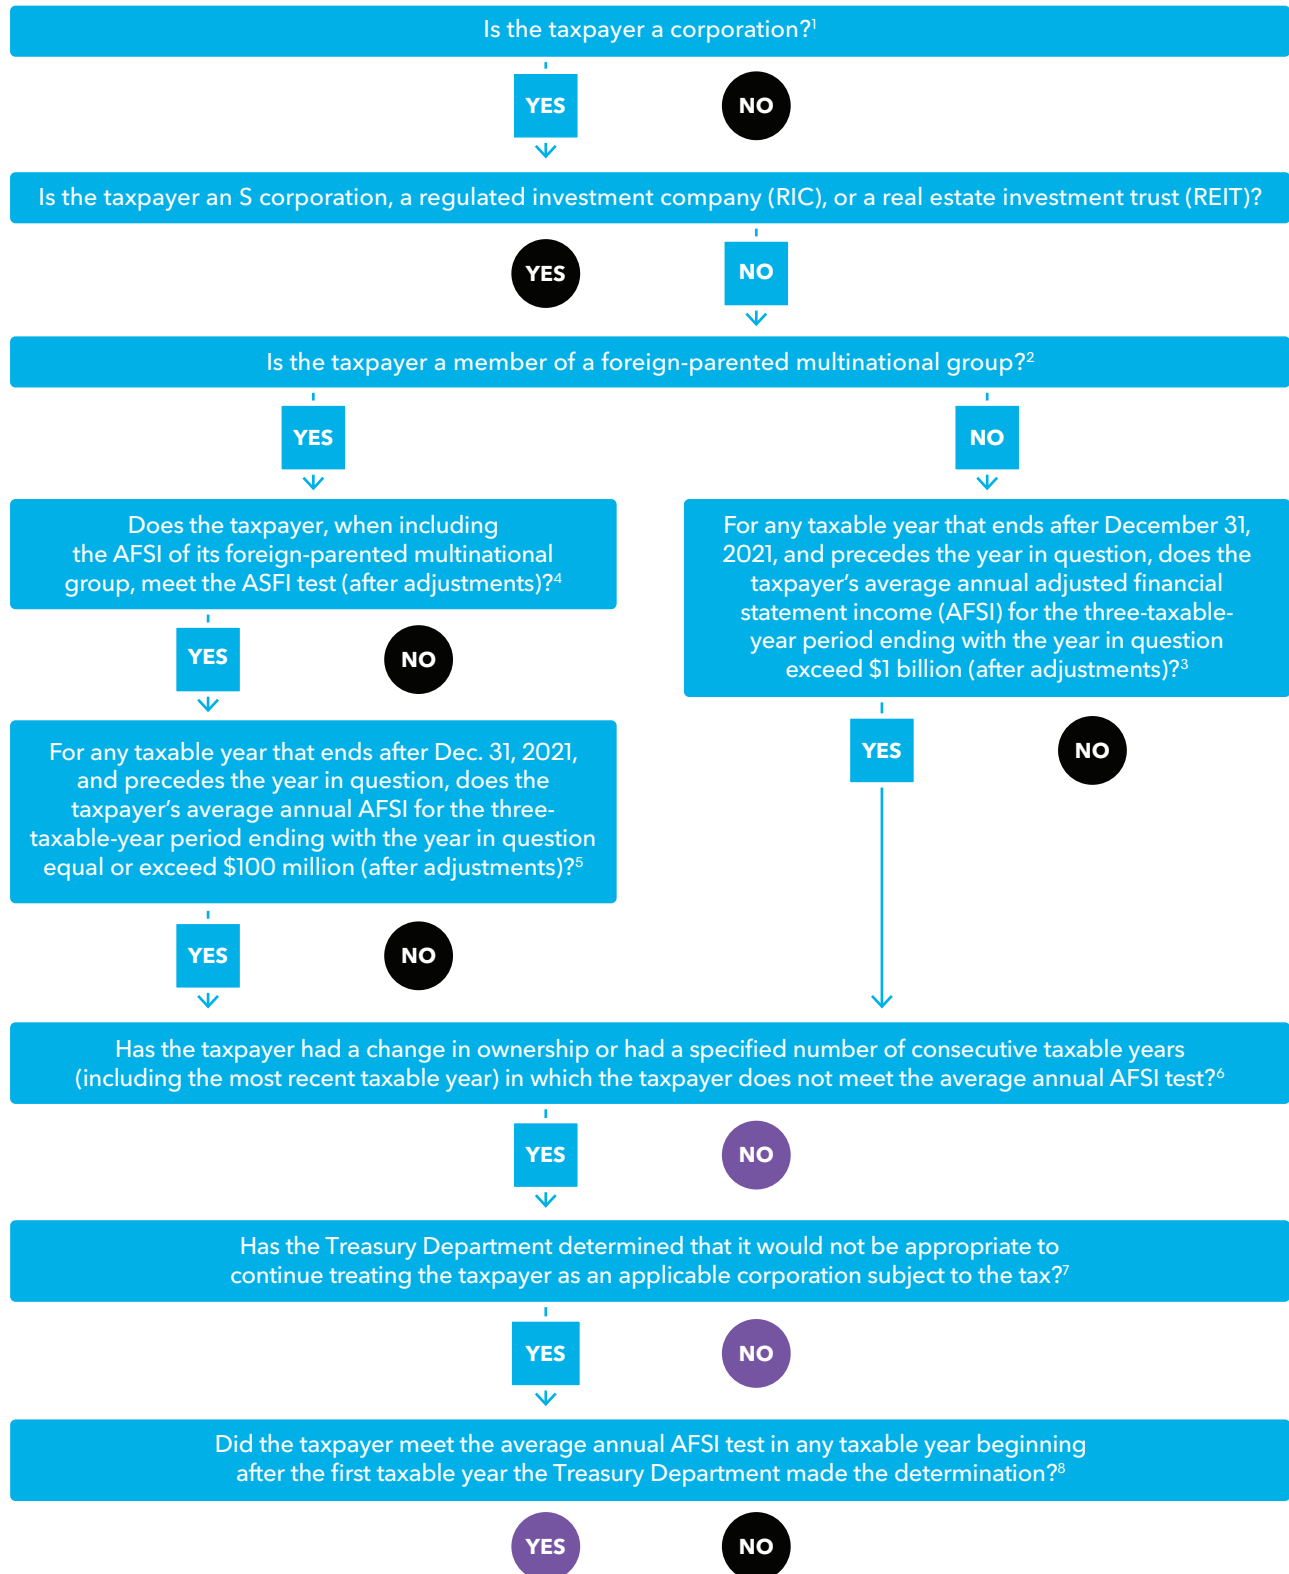 Is the taxpayer a corporation?¹
YES
NO
Is the taxpayer an S corporation, a regulated investment company (RIC), or a real estate investment trust (REIT)?
YES
NO
Is the taxpayer a member of a foreign-parented multinational group?²
YES
NO
Does the taxpayer, when including
the AFSI of its foreign-parented multinational
group, meet the ASFI test (after adjustments)?⁴
YES
NO
For any taxable year that ends after Dec. 31, 2021,
and precedes the year in question, does the
taxpayer's average annual AFSI for the three-
taxable-year period ending with the year in question
equal or exceed $100 million (after adjustments)?⁵
YES
NO
For any taxable year that ends after December 31,
2021, and precedes the year in question, does the
taxpayer's average annual adjusted financial
statement income (AFSI) for the three-taxable-
year period ending with the year in question
exceed $1 billion (after adjustments)?³
YES
NO
Has the taxpayer had a change in ownership or had a specified number of consecutive taxable years
(including the most recent taxable year) in which the taxpayer does not meet the average annual AFSI test?⁶
YES
NO
Has the Treasury Department determined that it would not be appropriate to
continue treating the taxpayer as an applicable corporation subject to the tax?⁷
YES
NO
Did the taxpayer meet the average annual AFSI test in any taxable year beginning
after the first taxable year the Treasury Department made the determination?⁸
YES
NO